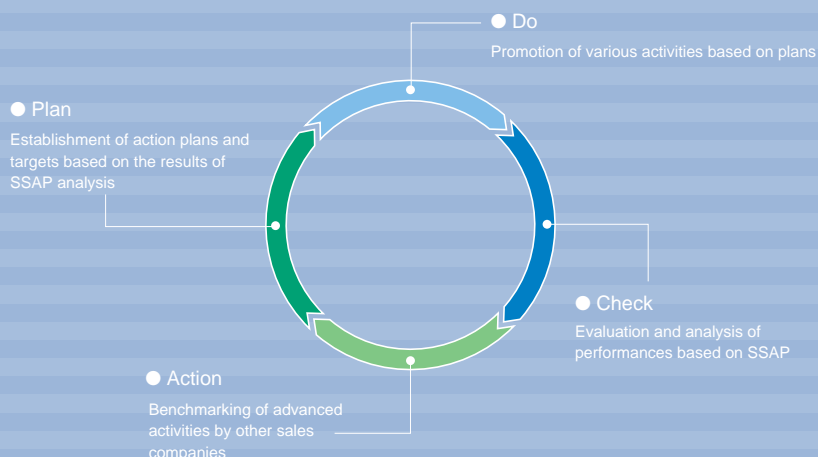 ● Do
Promotion of various activities based on plans
● Plan
Establishment of action plans and
targets based on the results of
SSAP analysis
● Check
Evaluation and analysis of
performances based on SSAP
● Action
Benchmarking of advanced
activities by other sales
companies